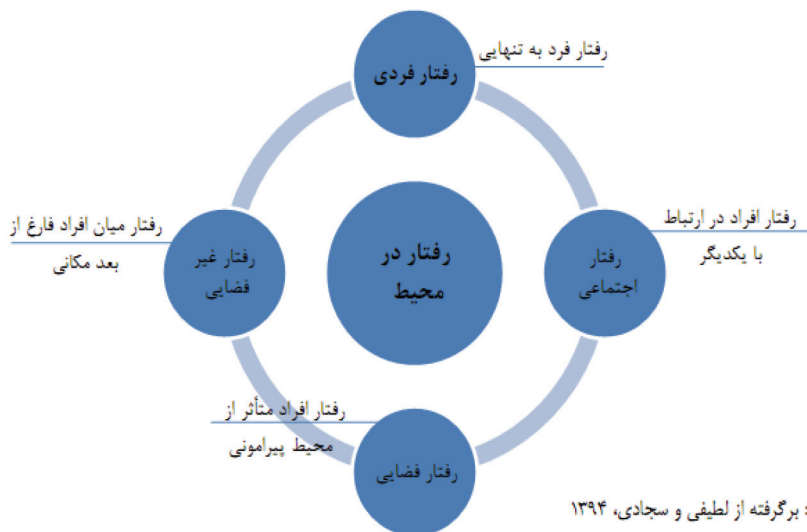 رفتار فرد به تنهایی
رفتار فردی
رفتار افراد در ارتباط
با یکدیگر
رفتار
اجتماعی
رفتار در
محیط
رفتار میان افراد فارغ از
بعد مکانی
رفتار غیر
فضایی
رفتار افراد متأثر از
محیط پیرامونی
رفتار فضایی
: برگرفته از لطیفی و سجادی، ۱۳۹۴